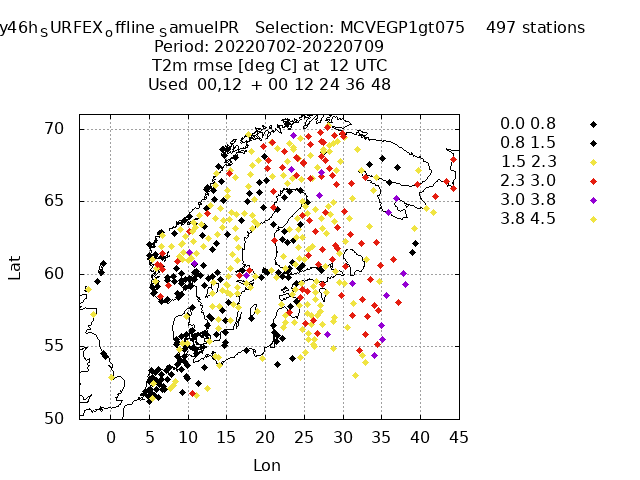 y46hSURFEXoffline SamuelPR Selection: MCVEGP1gt075 497 stations
Period: 20220702-20220709
T2m rmse [deg C] at 12 UTC
Used 00,12 + 00 12 24 36 48
0.0 0.8
0.8 1.5
1.5 2.3
2.3 3.0
3.0 3.8
3.8 4.5
70
65
60
55
50
Lat
0 5 10 15 20 25 30 35 40 45
Lon